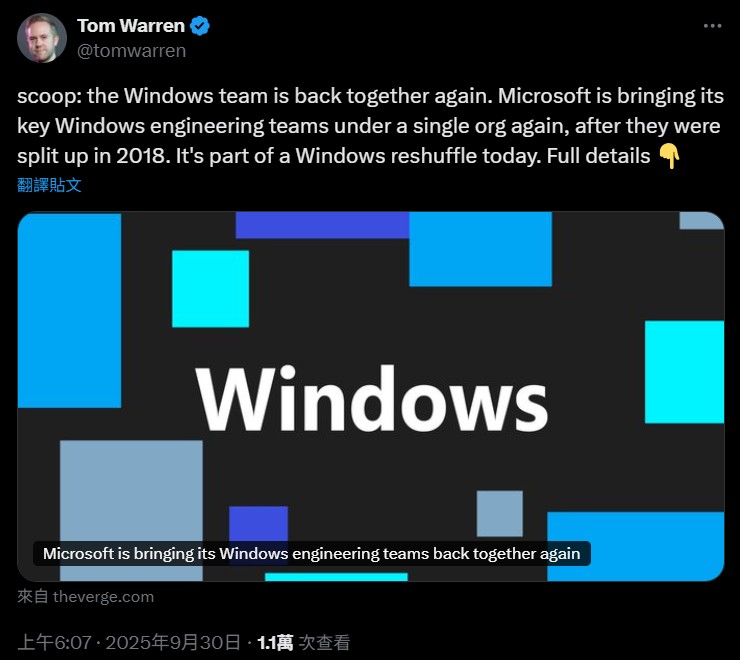 Tom Warren
@tomwarren
scoop: the Windows team is back together again. Microsoft is bringing its
key Windows engineering teams under a single org again, after they were
split up in 2018. It's part of a Windows reshuffle today. Full details 👇
翻譯貼文
Windows
Microsoft is bringing its Windows engineering teams back together again
來自 theverge.com
上午6:07 · 2025年9月30日 · 1.1萬 次查看